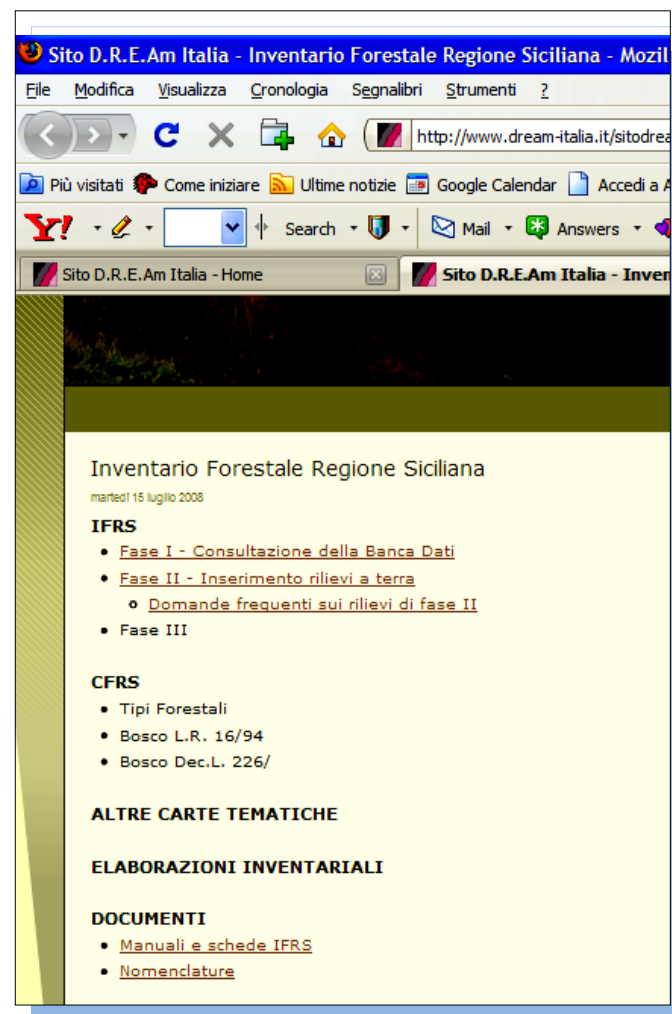 Sito D.R.E.Am Italia - Inventario Forestale Regione Siciliana - Mozil
File Modifica Visualizza Cronologia Segnalibri Strumenti ?
http://www.dream-italia.it/sitodrea
Più visitati Come iniziare Ultime notizie Google Calendar Accedi a A
Y! Search Mail Answers
Sito D.R.E.Am Italia - Home Sito D.R.E.Am Italia - Inven
Inventario Forestale Regione Siciliana
martedì 15 luglio 2008
IFRS
• Fase I - Consultazione della Banca Dati
• Fase II - Inserimento rilievi a terra
o Domande frequenti sui rilievi di fase II
• Fase III
CFRS
• Tipi Forestali
• Bosco L.R. 16/94
• Bosco Dec.L. 226/
ALTRE CARTE TEMATICHE
ELABORAZIONI INVENTARIALI
DOCUMENTI
• Manuali e schede IFRS
• Nomenclature